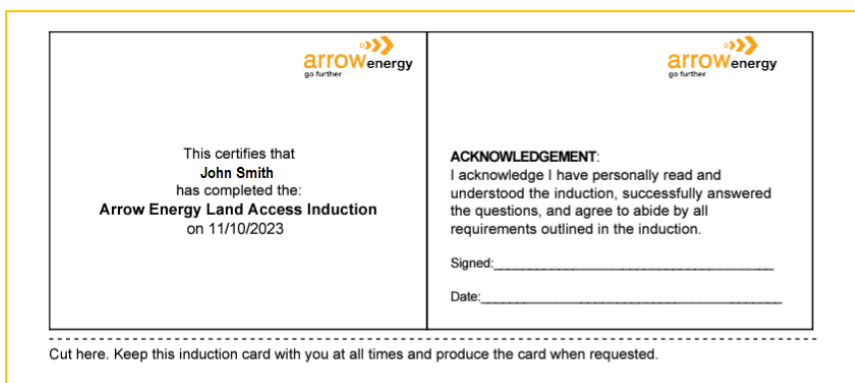 arrowenergy
go further
This certifies that
John Smith
has completed the:
Arrow Energy Land Access Induction
on 11/10/2023
arrowenergy
go further
ACKNOWLEDGEMENT:
I acknowledge I have personally read and
understood the induction, successfully answered
the questions, and agree to abide by all
requirements outlined in the induction.
Signed:
Date:
Cut here. Keep this induction card with you at all times and produce the card when requested.